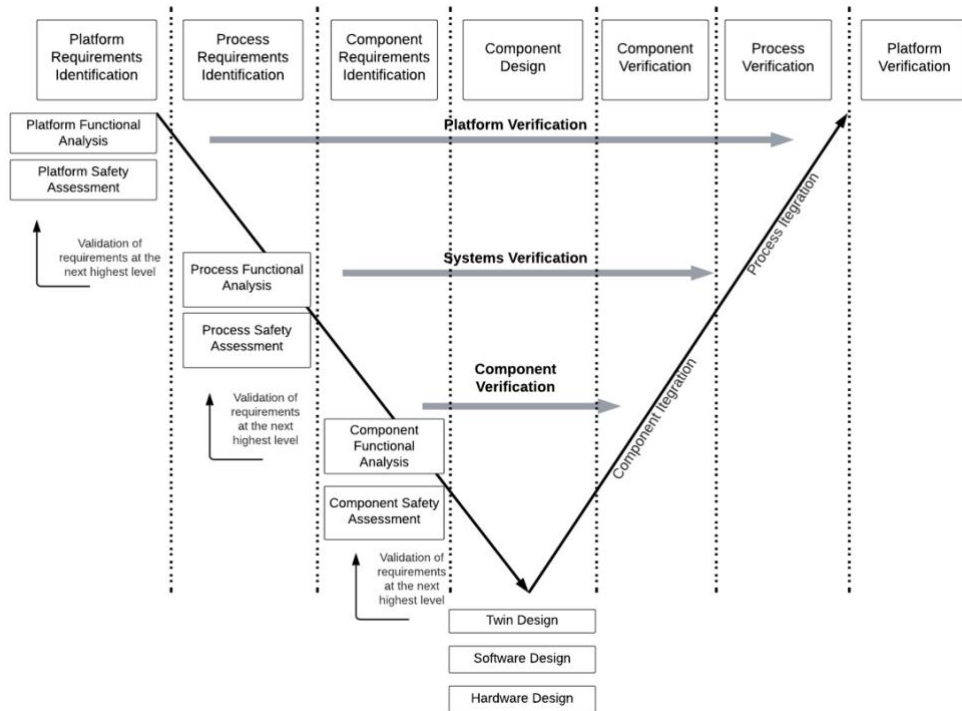 Platform
Requirements
Identification
Process
Requirements
Identification
Component
Requirements
Identification
Component
Design
Component
Verification
Process
Verification
Platform
Verification
Platform Functional
Analysis
Platform Safety
Assessment
Platform Verification
Validation of
requirements at the
next highest level
Process Functional
Analysis
Process Safety
Assessment
Systems Verification
Process Itegration
Validation of
requirements
at the next
highest level
Component
Verification
Component Itegration
Component
Functional
Analysis
Component Safety
Assessment
Validation of
requirements
at the next
highest level
Twin Design
Software Design
Hardware Design